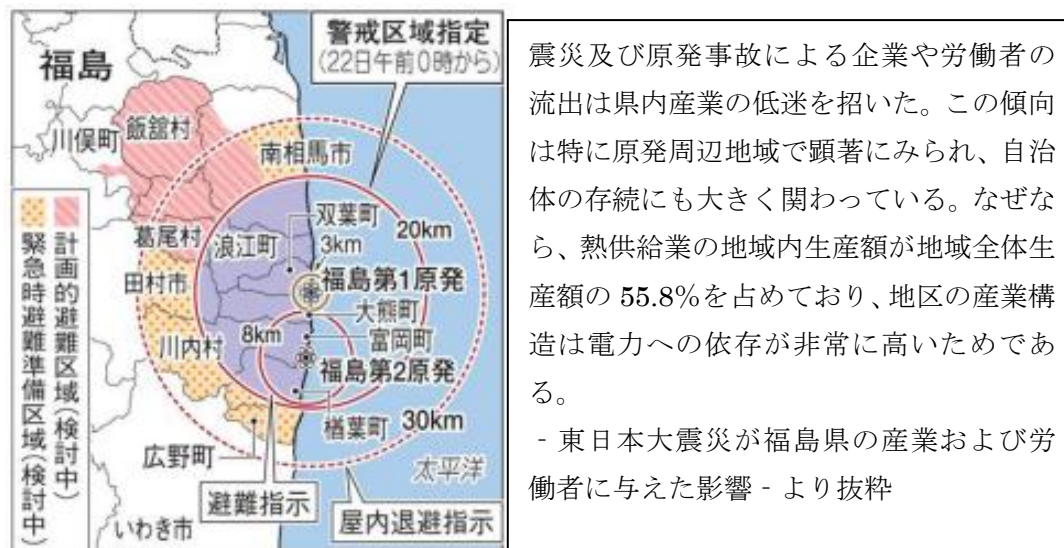 警戒区域指定
(22日午前0時から)
福島
川俣町
飯舘村
南相馬市
双葉町
3km
20km
葛尾村
浪江町
福島第1原発
田村市
大熊町
8km
富岡町
川内村
福島第2原発
楢葉町
30km
広野町
太平洋
避難指示
屋内退避指示
いわき市
計画的避難区域(検討中)
緊急時避難準備区域(検討中)
震災及び原発事故による企業や労働者の
流出は県内産業の低迷を招いた。この傾向
は特に原発周辺地域で顕著にみられ、自治
体の存続にも大きく関わっている。なぜな
ら、熱供給業の地域内生産額が地域全体生
産額の 55.8%を占めており、地区の産業構
造は電力への依存が非常に高いためであ
る。
‐東日本大震災が福島県の産業および労
働者に与えた影響‐より抜粋